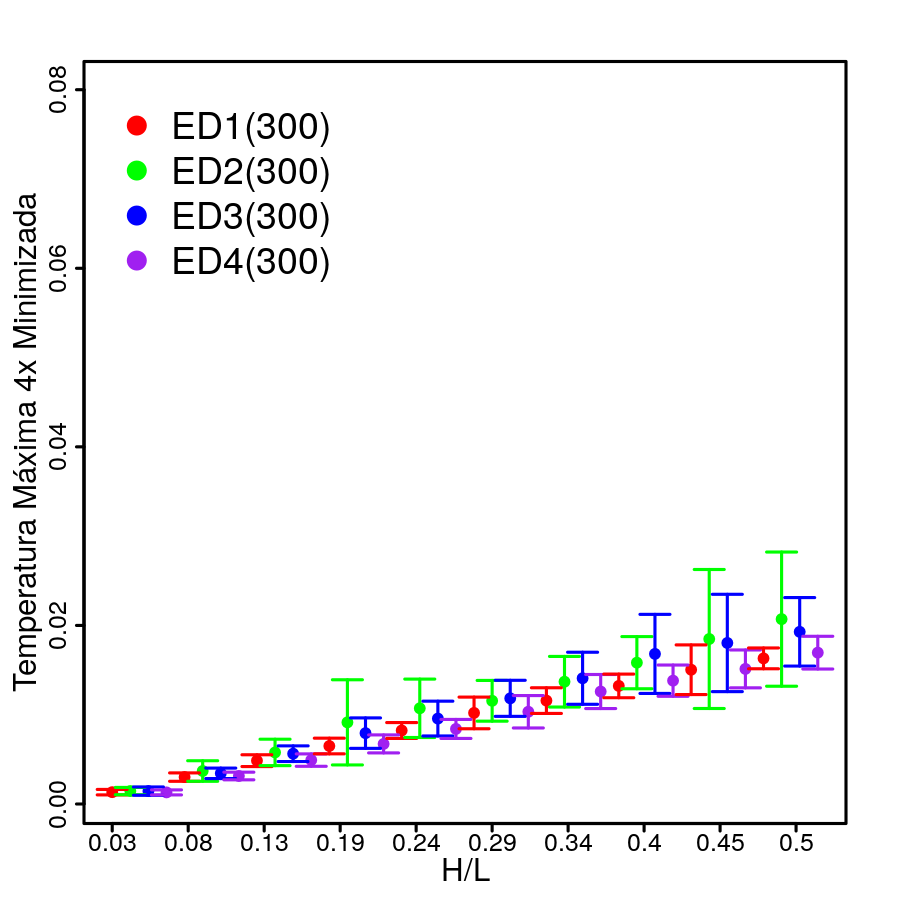 0.08
0.06
0.04
0.02
0.00
Temperatura Máxima 4x Minimizada
ED1(300)
ED2(300)
ED3(300)
ED4(300)
0.03 0.08 0.13 0.19 0.24 0.29 0.34 0.4 0.45 0.5
H/L